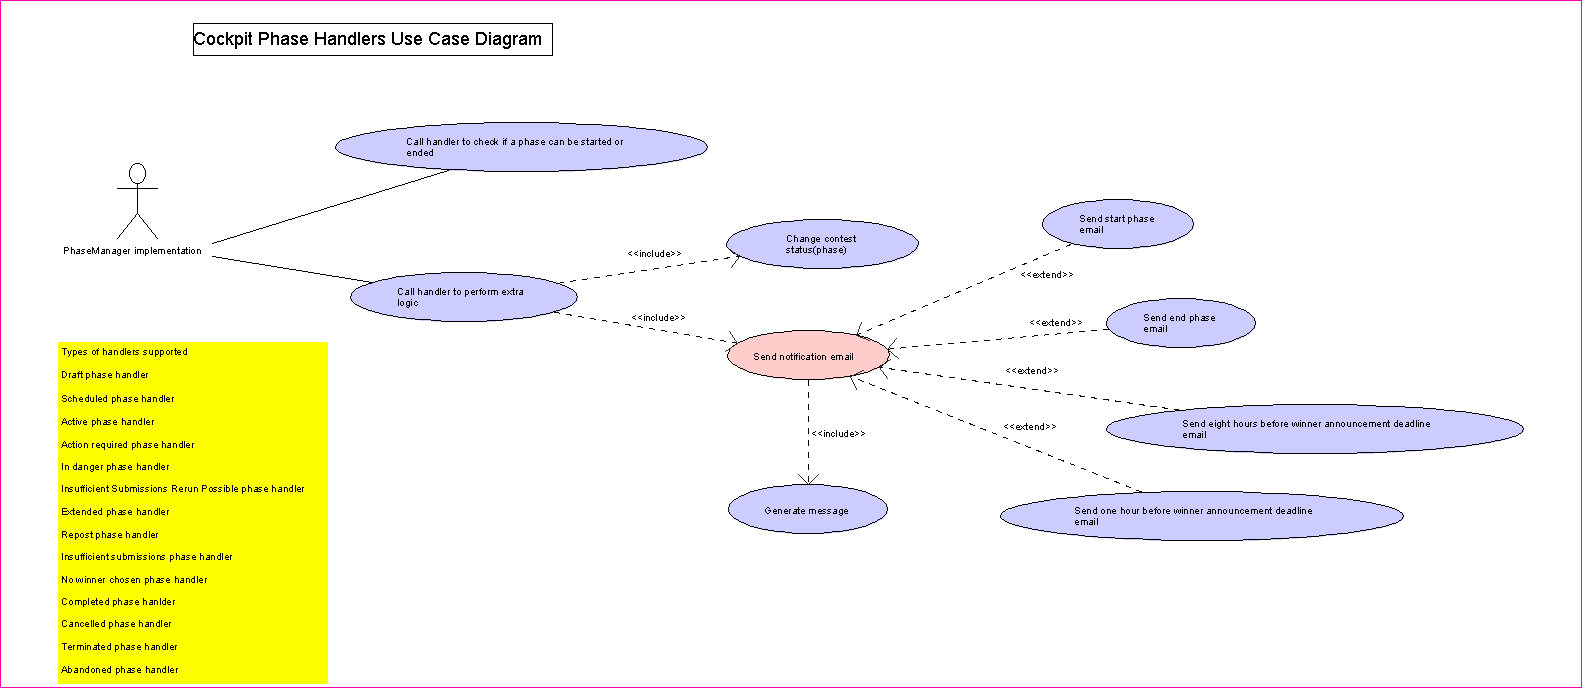 Cockpit Phase Handlers Use Case Diagram
Call handler to check if a phase can be started or
ended
PhaseManager implementation
Change contest
status(phase)
Send start phase
email
<<include>>
<<extend>>
Call handler to perform extra
logic
<<include>>
Send end phase
email
<<extend>>
Send notification email
<<extend>>
Send eight hours before winner announcement deadline
email
<<extend>>
<<include>>
Generate message
Send one hour before winner announcement deadline
email
Types of handlers supported
Draft phase handler
Scheduled phase handler
Active phase handler
Action required phase handler
In danger phase handler
Insufficient Submissions Rerun Possible phase handler
Extended phase handler
Repost phase handler
Insufficient submissions phase handler
No winner chosen phase handler
Completed phase hanlder
Cancelled phase handler
Terminated phase handler
Abandoned phase handler